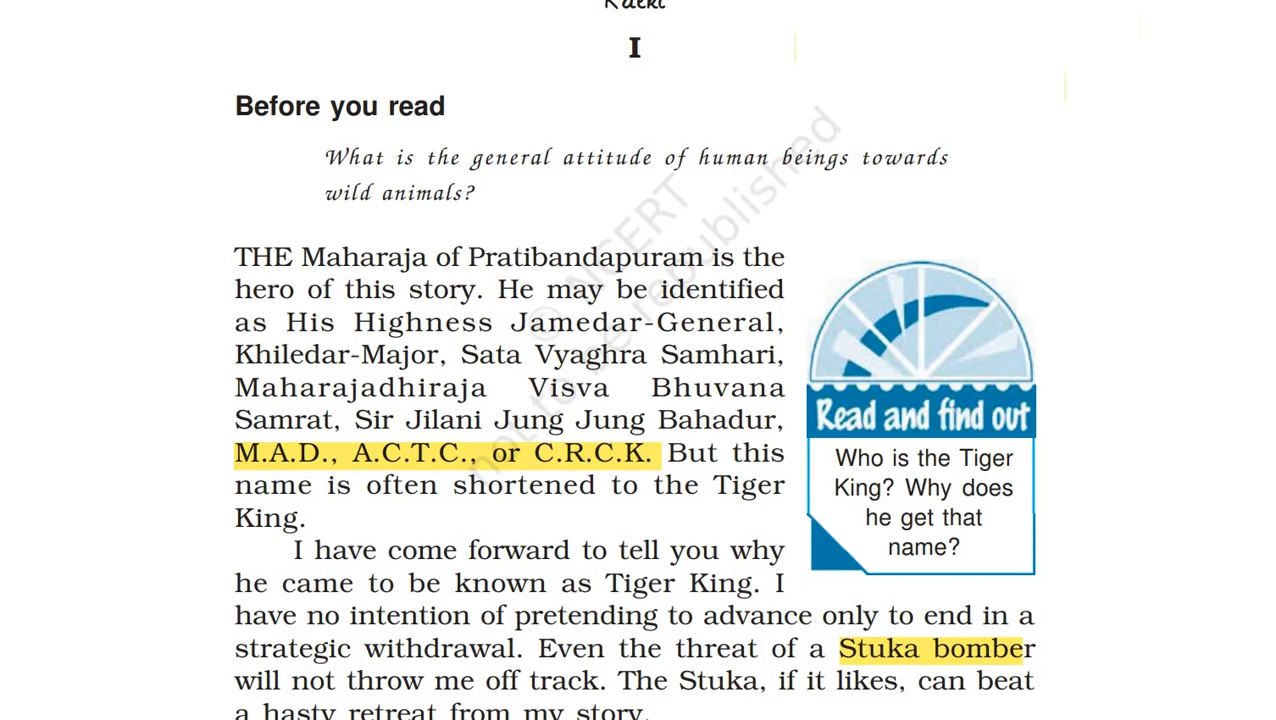 Kalki
I
Before you read
What is the general attitude of human beings towards
wild animals?
© NCERT
not to be republished
THE Maharaja of Pratibandapuram is the
hero of this story. He may be identified
as His Highness Jamedar-General,
Khiledar-Major, Sata Vyaghra Samhari,
Maharajadhiraja Visva Bhuvana
Samrat, Sir Jilani Jung Jung Bahadur,
M.A.D., A.C.T.C., or C.R.C.K. But this
name is often shortened to the Tiger
King.
I have come forward to tell you why
he came to be known as Tiger King. I
have no intention of pretending to advance only to end in a
strategic withdrawal. Even the threat of a Stuka bomber
will not throw me off track. The Stuka, if it likes, can beat
a hasty retreat from my story.
Read and find out
Who is the Tiger
King? Why does
he get that
name?